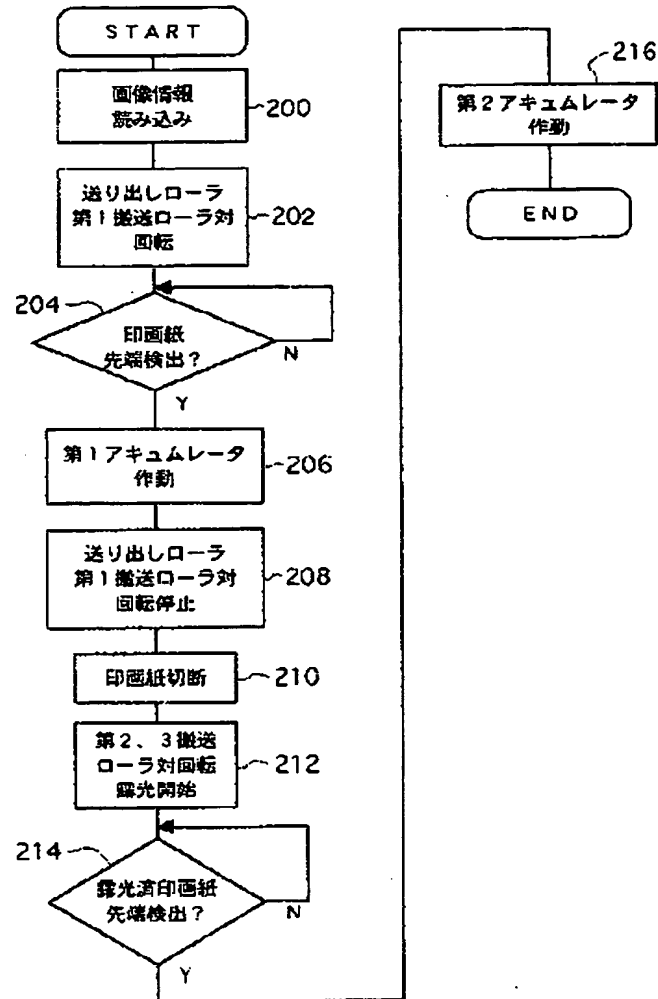 START
画像情報
読み込み
200
送り出しローラ
第1搬送ローラ対
回転
202
204
印画紙
先端検出？
N
Y
第1アキュムレータ
作動
206
送り出しローラ
第1搬送ローラ対
回転停止
208
印画紙切断
210
第2、3搬送
ローラ対回転
露光開始
212
214
露光済印画紙
先端検出？
N
Y
216
第2アキュムレータ
作動
END